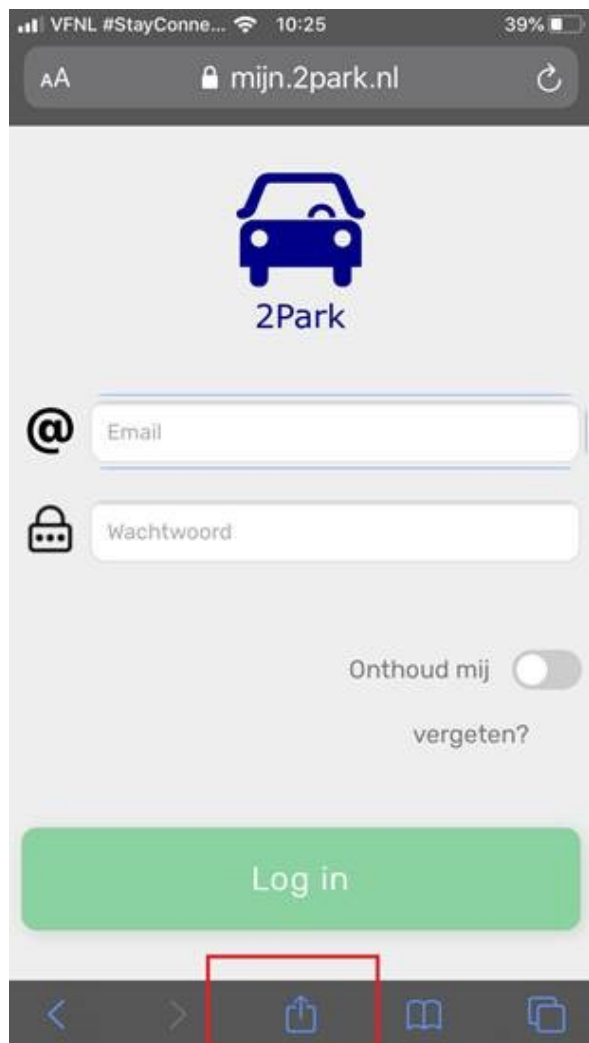 VFNL #StayConne... 10:25 39%
AA mijn.2park.nl
2Park
@ Email
Wachtwoord
Onthoud mij
vergeten?
Log in